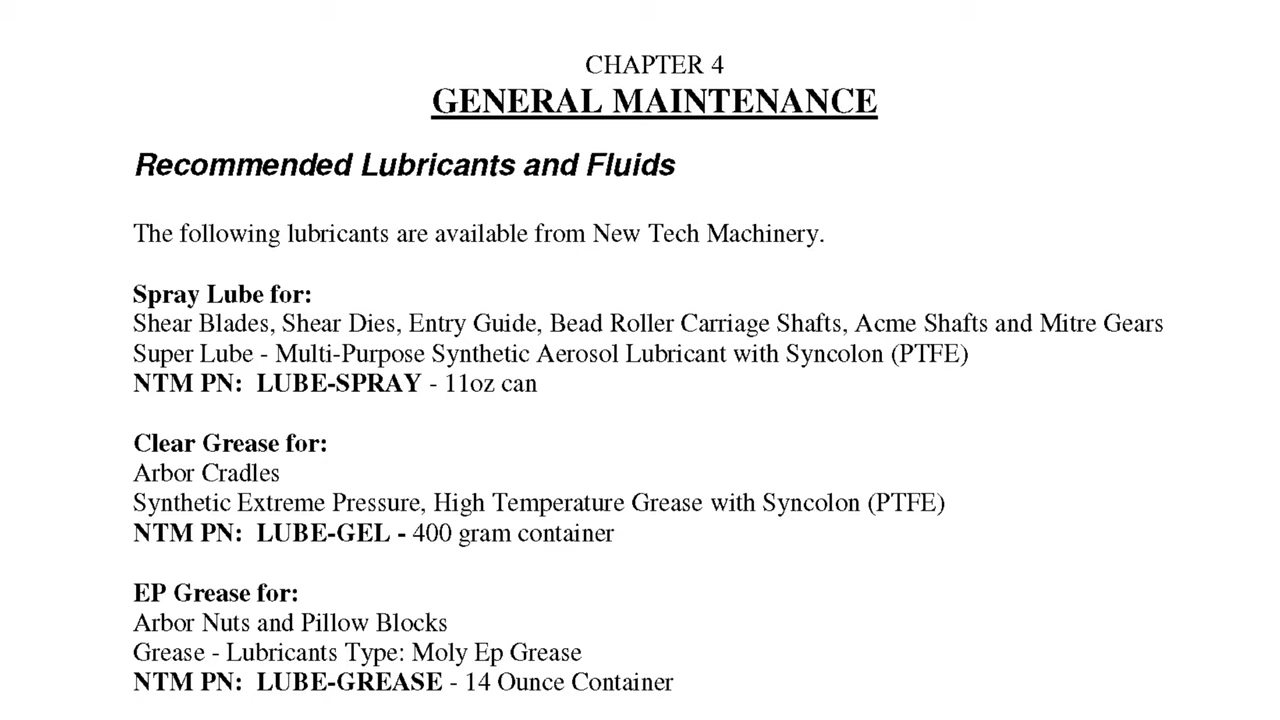 CHAPTER 4
GENERAL MAINTENANCE
Recommended Lubricants and Fluids
The following lubricants are available from New Tech Machinery.
Spray Lube for:
Shear Blades, Shear Dies, Entry Guide, Bead Roller Carriage Shafts, Acme Shafts and Mitre Gears
Super Lube - Multi-Purpose Synthetic Aerosol Lubricant with Syncolon (PTFE)
NTM PN: LUBE-SPRAY - 11oz can
Clear Grease for:
Arbor Cradles
Synthetic Extreme Pressure, High Temperature Grease with Syncolon (PTFE)
NTM PN: LUBE-GEL - 400 gram container
EP Grease for:
Arbor Nuts and Pillow Blocks
Grease - Lubricants Type: Moly Ep Grease
NTM PN: LUBE-GREASE - 14 Ounce Container